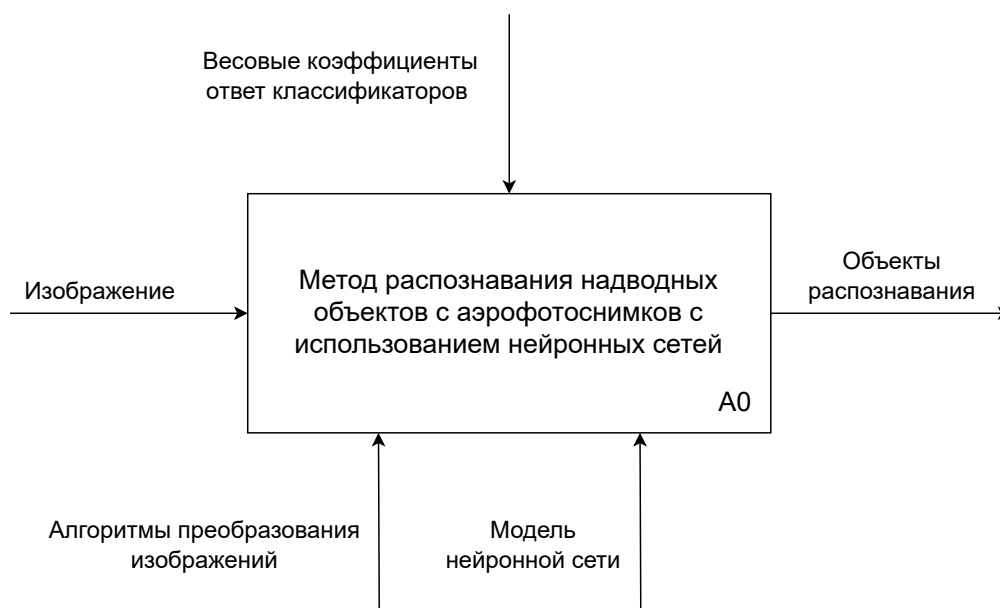 Весовые коэффициенты
ответ классификаторов
Изображение
Метод распознавания надводных
объектов с аэрофотоснимков с
использованием нейронных сетей
A0
Объекты
распознавания
Алгоритмы преобразования
изображений
Модель
нейронной сети